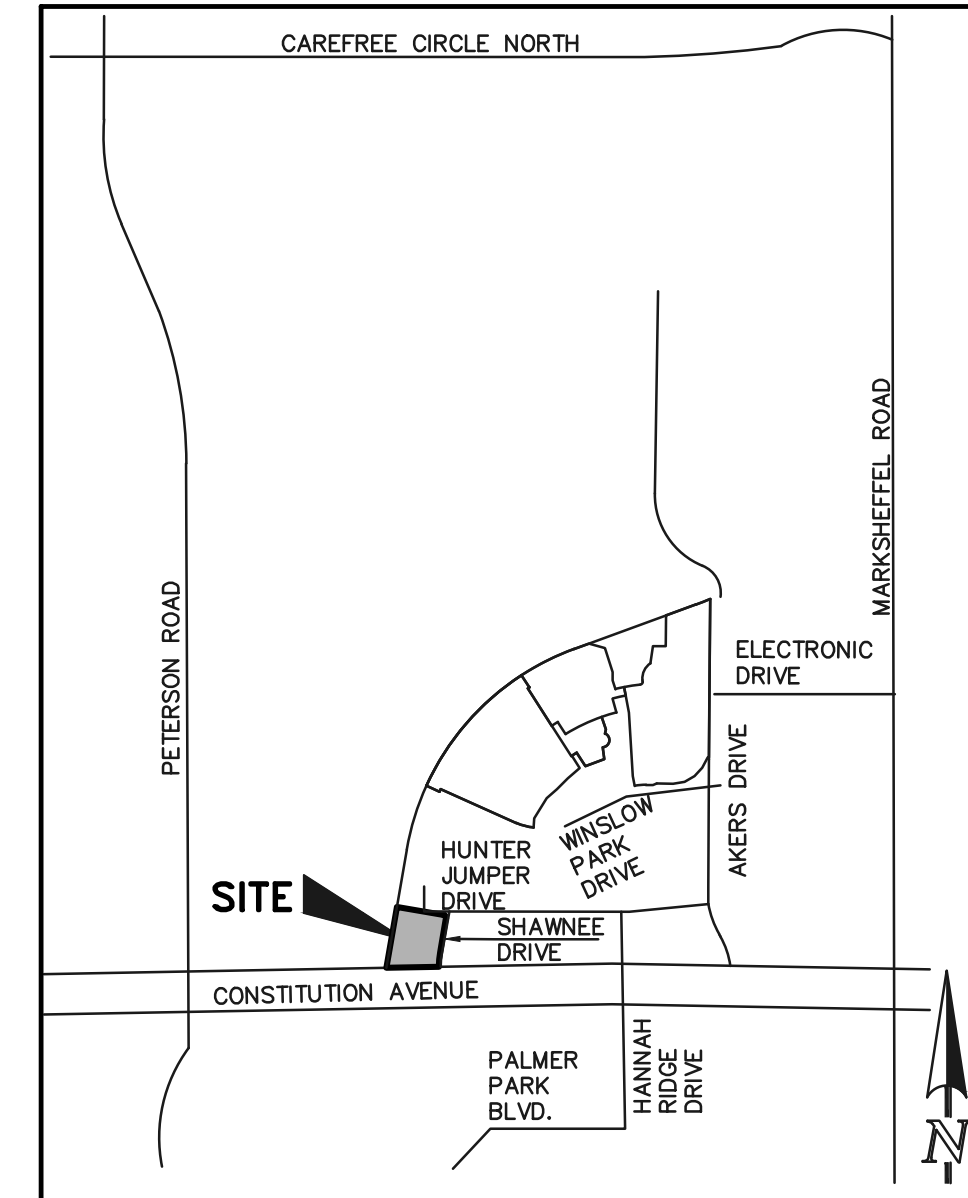 CAREFREE CIRCLE NORTH
MARKSHEFFEL ROAD
PETERSON ROAD
ELECTRONIC
DRIVE
AKERS DRIVE
WINSLOW
PARK
DRIVE
HUNTER
JUMPER
DRIVE
SITE
SHAWNEE
DRIVE
CONSTITUTION AVENUE
HANNAH
RIDGE
DRIVE
PALMER
PARK
BLVD.
N